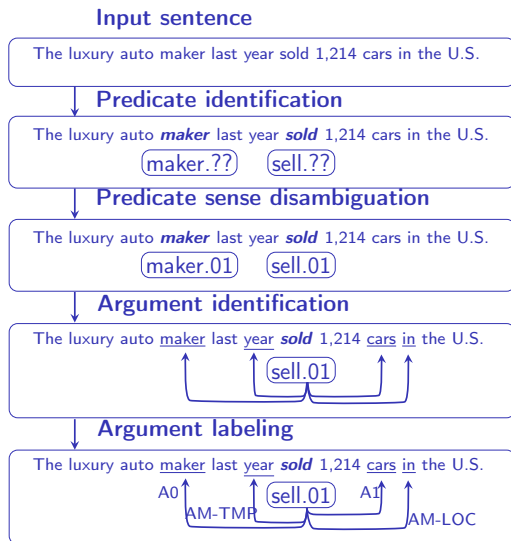 Input sentence
The luxury auto maker last year sold 1,214 cars in the U.S.
Predicate identification
The luxury auto maker last year sold 1,214 cars in the U.S.
maker.?? sell.??
Predicate sense disambiguation
The luxury auto maker last year sold 1,214 cars in the U.S.
maker.01 sell.01
Argument identification
The luxury auto maker last year sold 1,214 cars in the U.S.
sell.01
Argument labeling
The luxury auto maker last year sold 1,214 cars in the U.S.
A0 sell.01 A1
AM-TMP AM-LOC